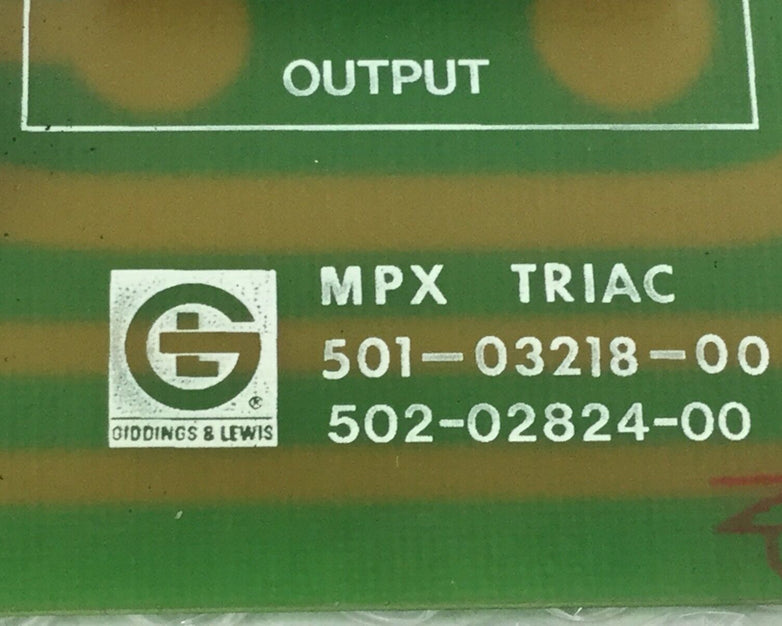 OUTPUT
MPX TRIAC
501-03218-00
502-02824-00
®
GIDDINGS & LEWIS